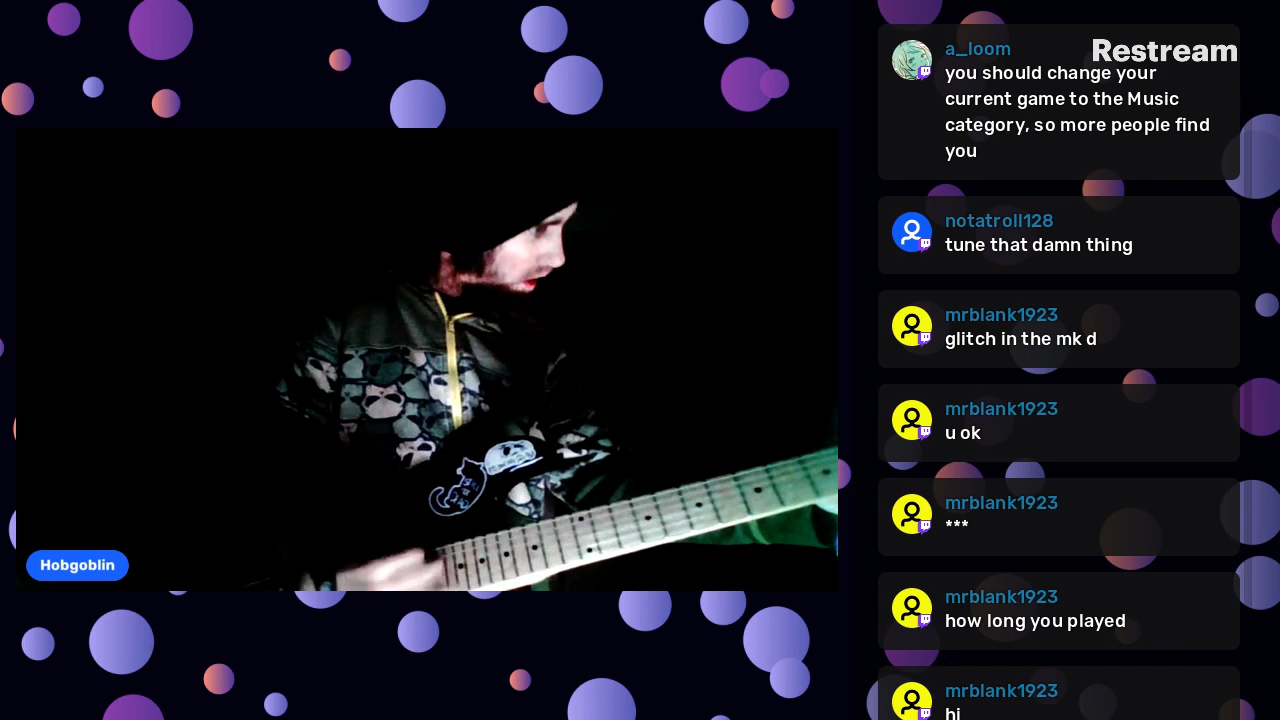 Restream
a_loom
you should change your
current game to the Music
category, so more people find
you
notatroll128
tune that damn thing
mrblank1923
glitch in the mk d
mrblank1923
u ok
mrblank1923
***
mrblank1923
how long you played
mrblank1923
hi
Hobgoblin